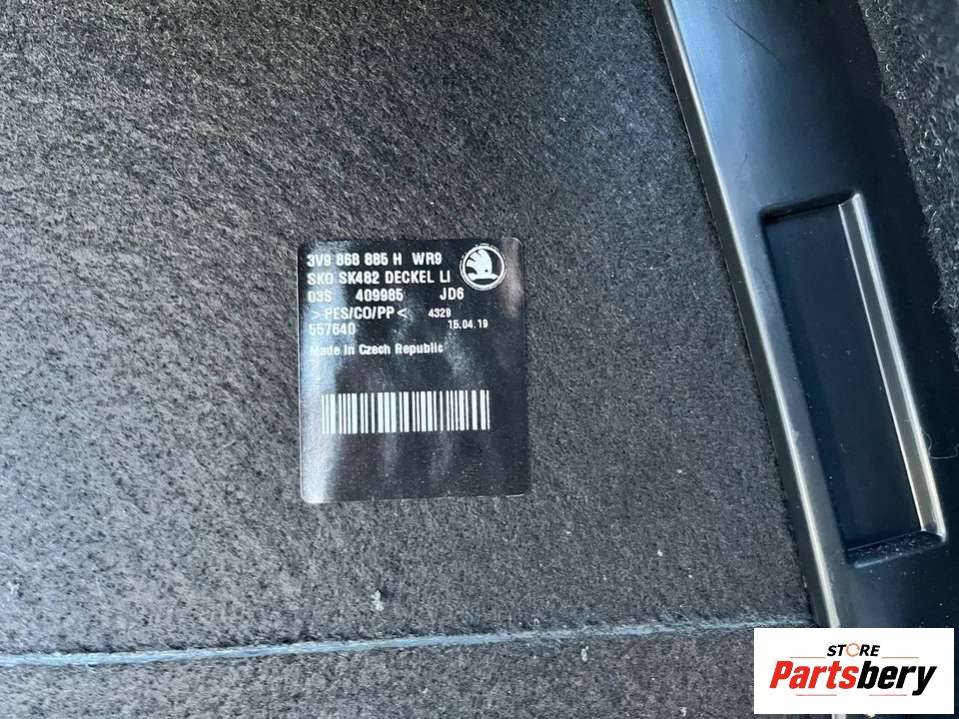 3V9 868 885 H WR9
SKO SK482 DECKEL LI
03S 409985 JD6
>PES/CO/PP< 4329
557640 15.04.19
Made in Czech Republic
STORE
Partsbery